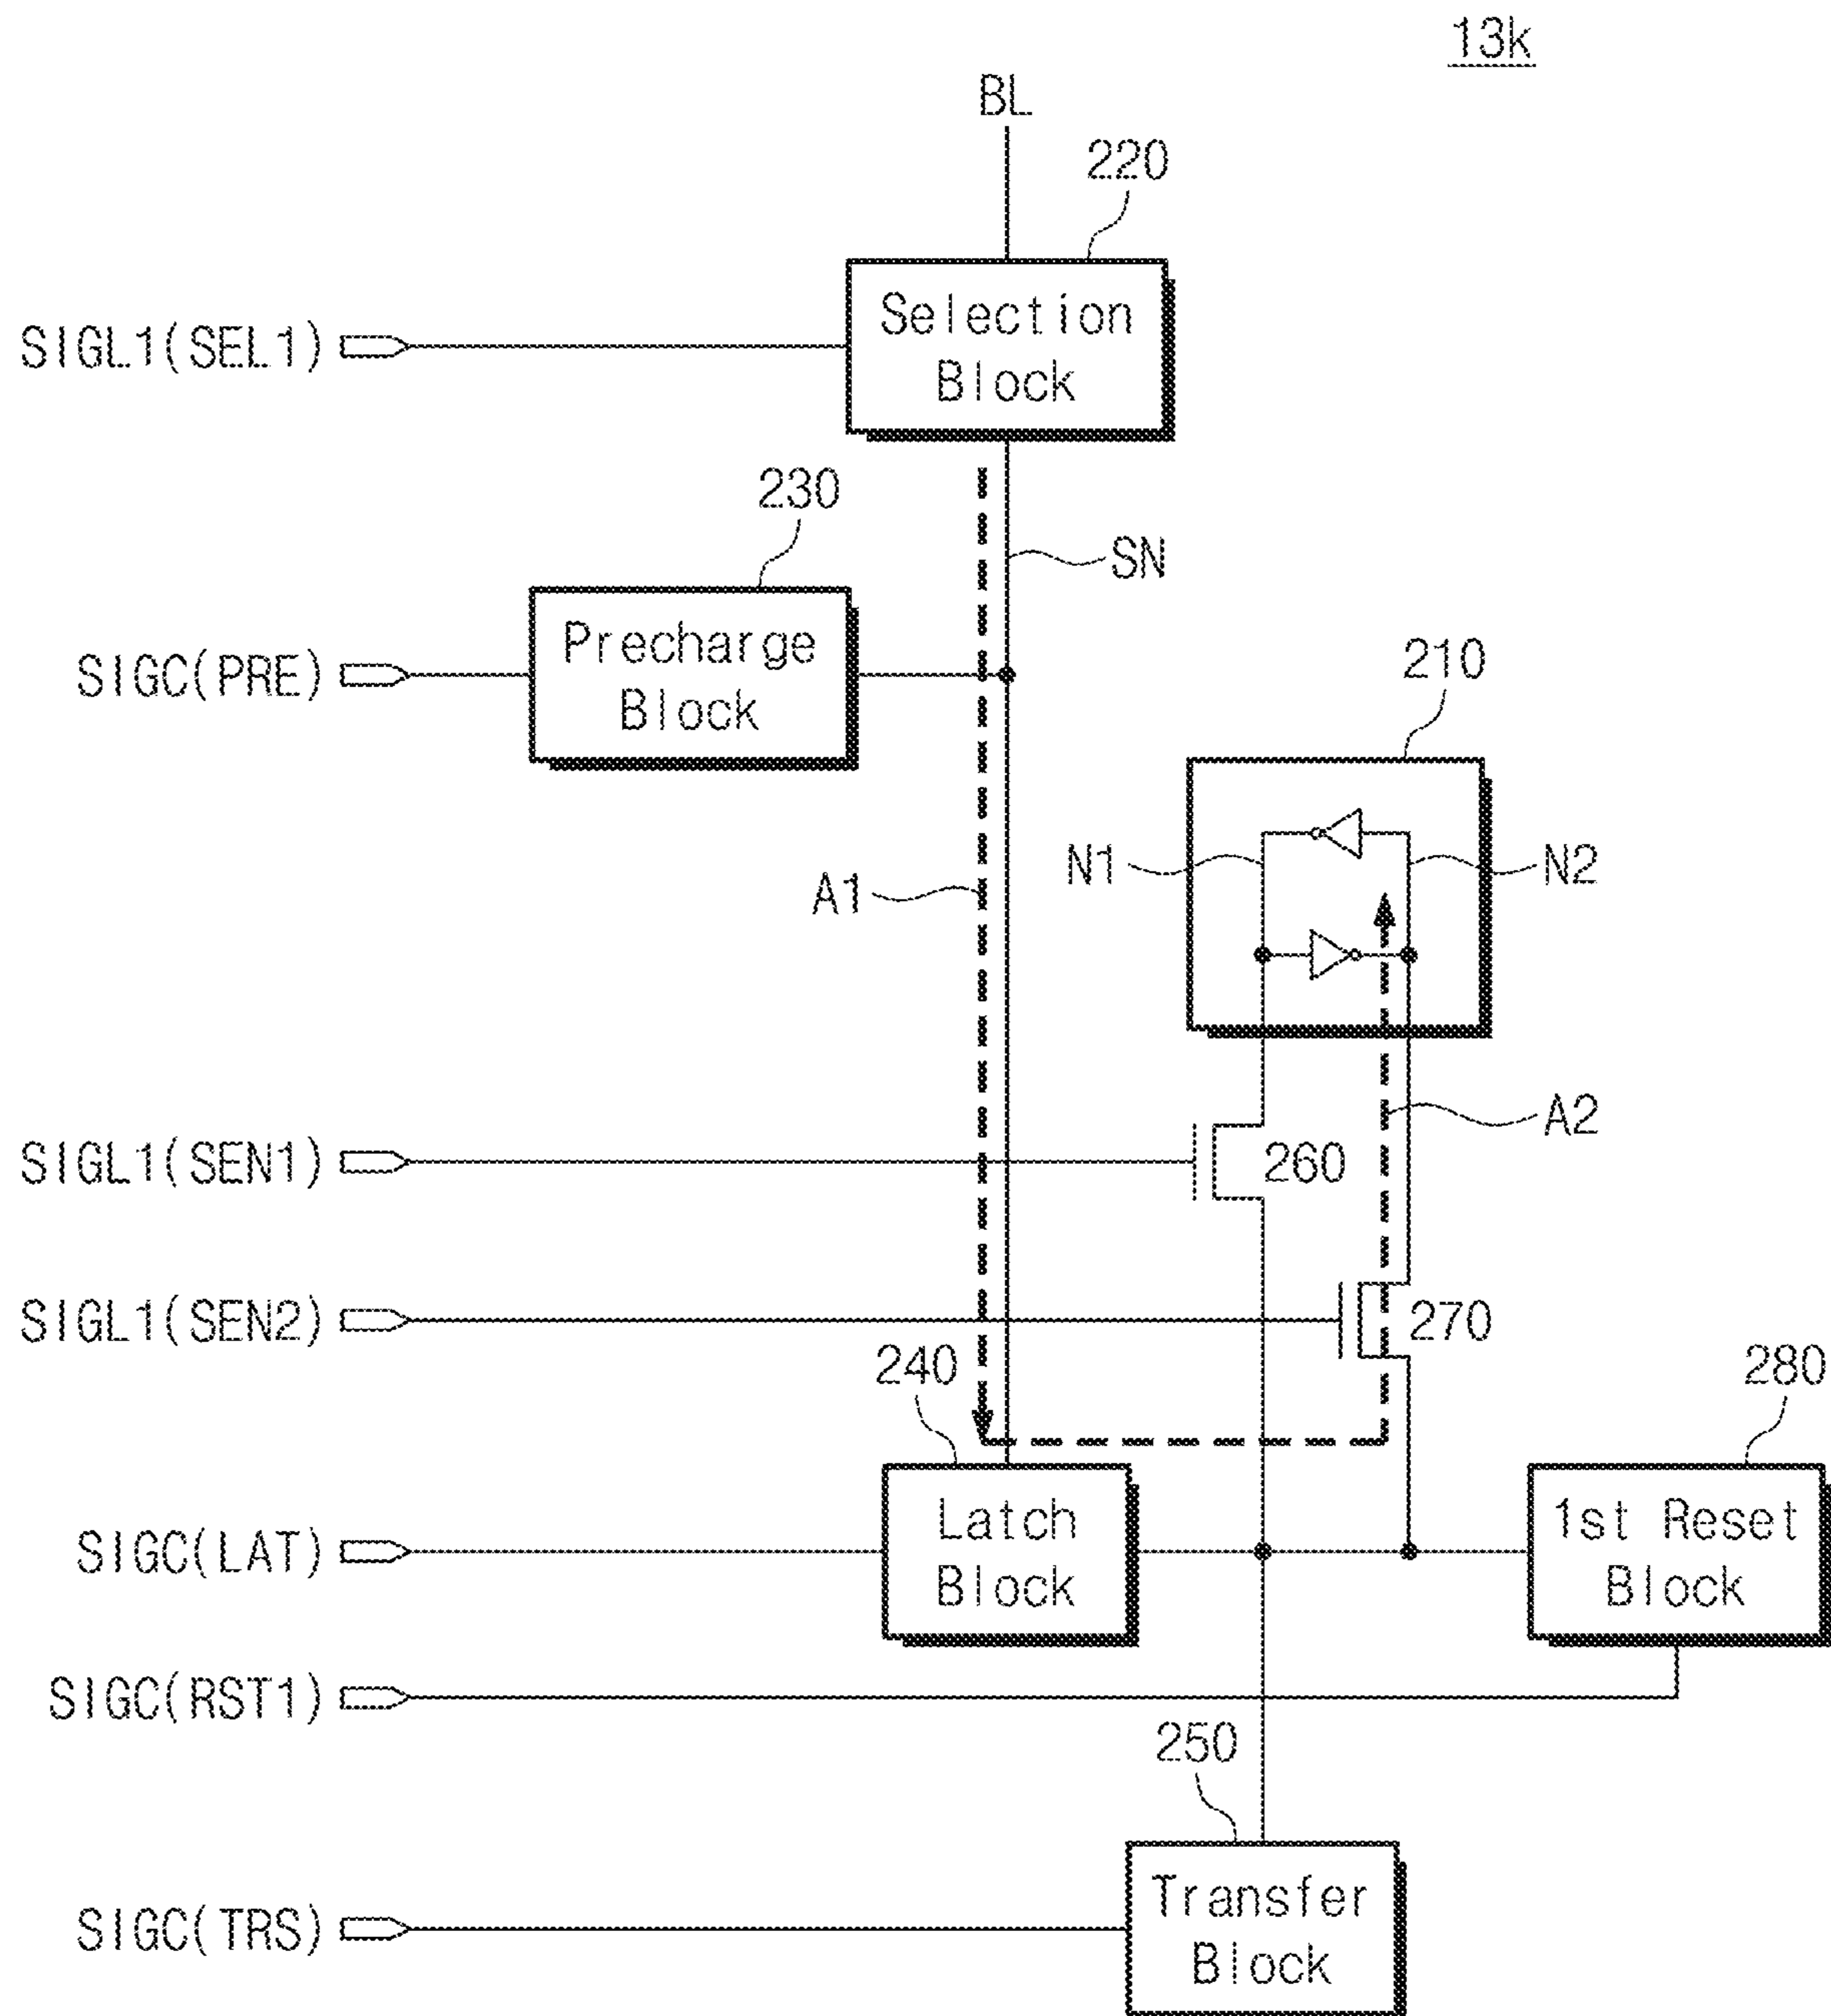 13k
BL
220
Selection
Block
SIGL1(SEL1)
230
SN
Precharge
Block
SIGC(PRE)
210
N1
N2
A1
A2
SIGL1(SEN1)
260
SIGL1(SEN2)
270
240
280
Latch
Block
1st Reset
Block
SIGC(LAT)
SIGC(RST1)
250
Transfer
Block
SIGC(TRS)